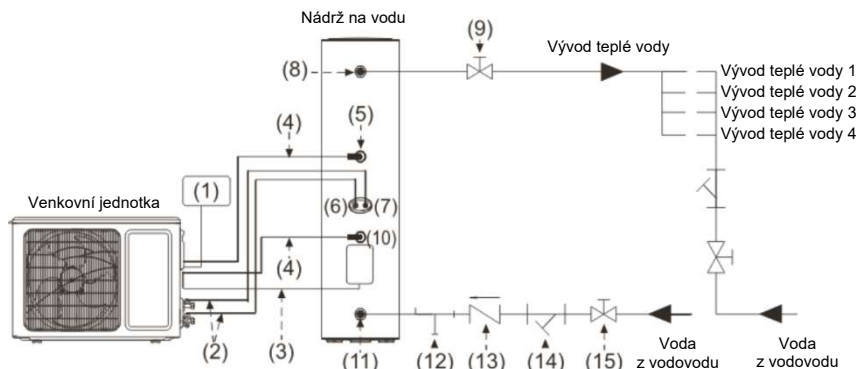 Nádrž na vodu
(9)
Vývod teplé vody
(8)
Vývod teplé vody 1
Vývod teplé vody 2
Vývod teplé vody 3
Vývod teplé vody 4
(4)
(5)
Venkovní jednotka
(1)
(6)
(7)
(10)
(4)
(2)
(3)
(11)
(12)
(13)
(14)
(15)
Voda
z vodovodu
Voda
z vodovodu